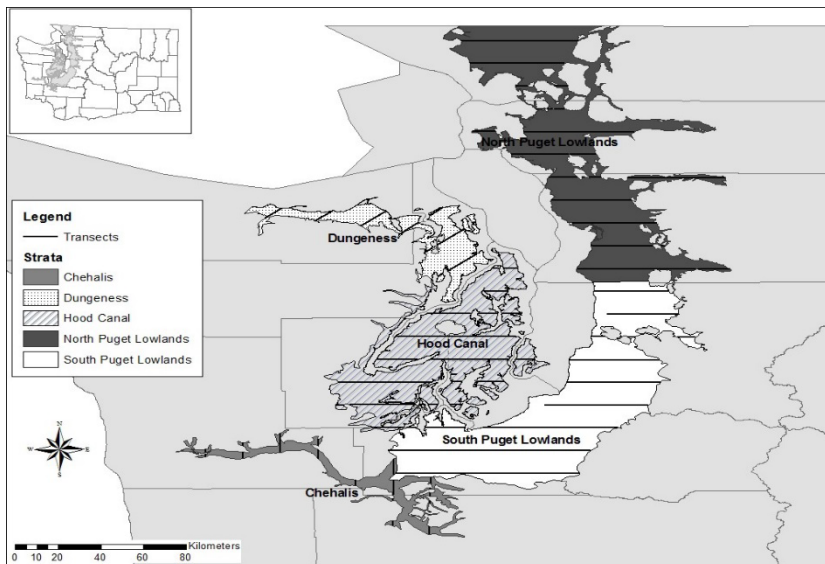 North Puget Lowlands
Dungeness
Hood Canal
South Puget Lowlands
Chehalis
Legend
Transects
Strata
Chehalis
Dungeness
Hood Canal
North Puget Lowlands
South Puget Lowlands
N
W E
S
Kilometers
0 10 20 40 60 80